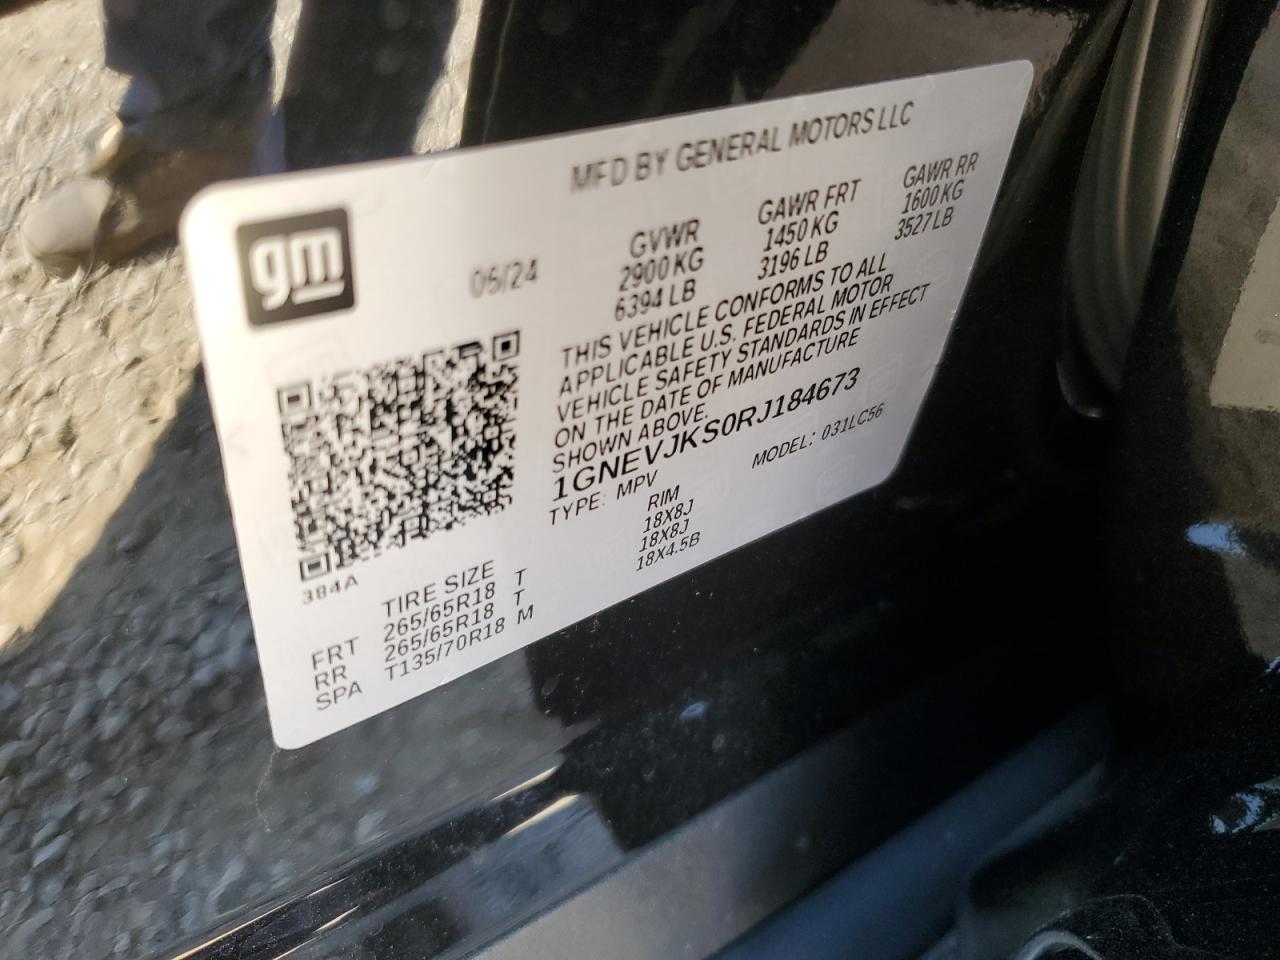 MFD BY GENERAL MOTORS LLC
gm
06/24
GVWR
2900 KG
6394 LB
GAWR FRT
1450 KG
3196 LB
GAWR RR
1600 KG
3527 LB
THIS VEHICLE CONFORMS TO ALL
APPLICABLE U.S. FEDERAL MOTOR
VEHICLE SAFETY STANDARDS IN EFFECT
ON THE DATE OF MANUFACTURE
SHOWN ABOVE.
1GNEVJKS0RJ184673
TYPE: MPV
MODEL: 031LC56
384A
TIRE SIZE RIM
FRT 265/65R18 T 18X8J
RR 265/65R18 T 18X8J
SPA T135/70R18 M 18X4.5B